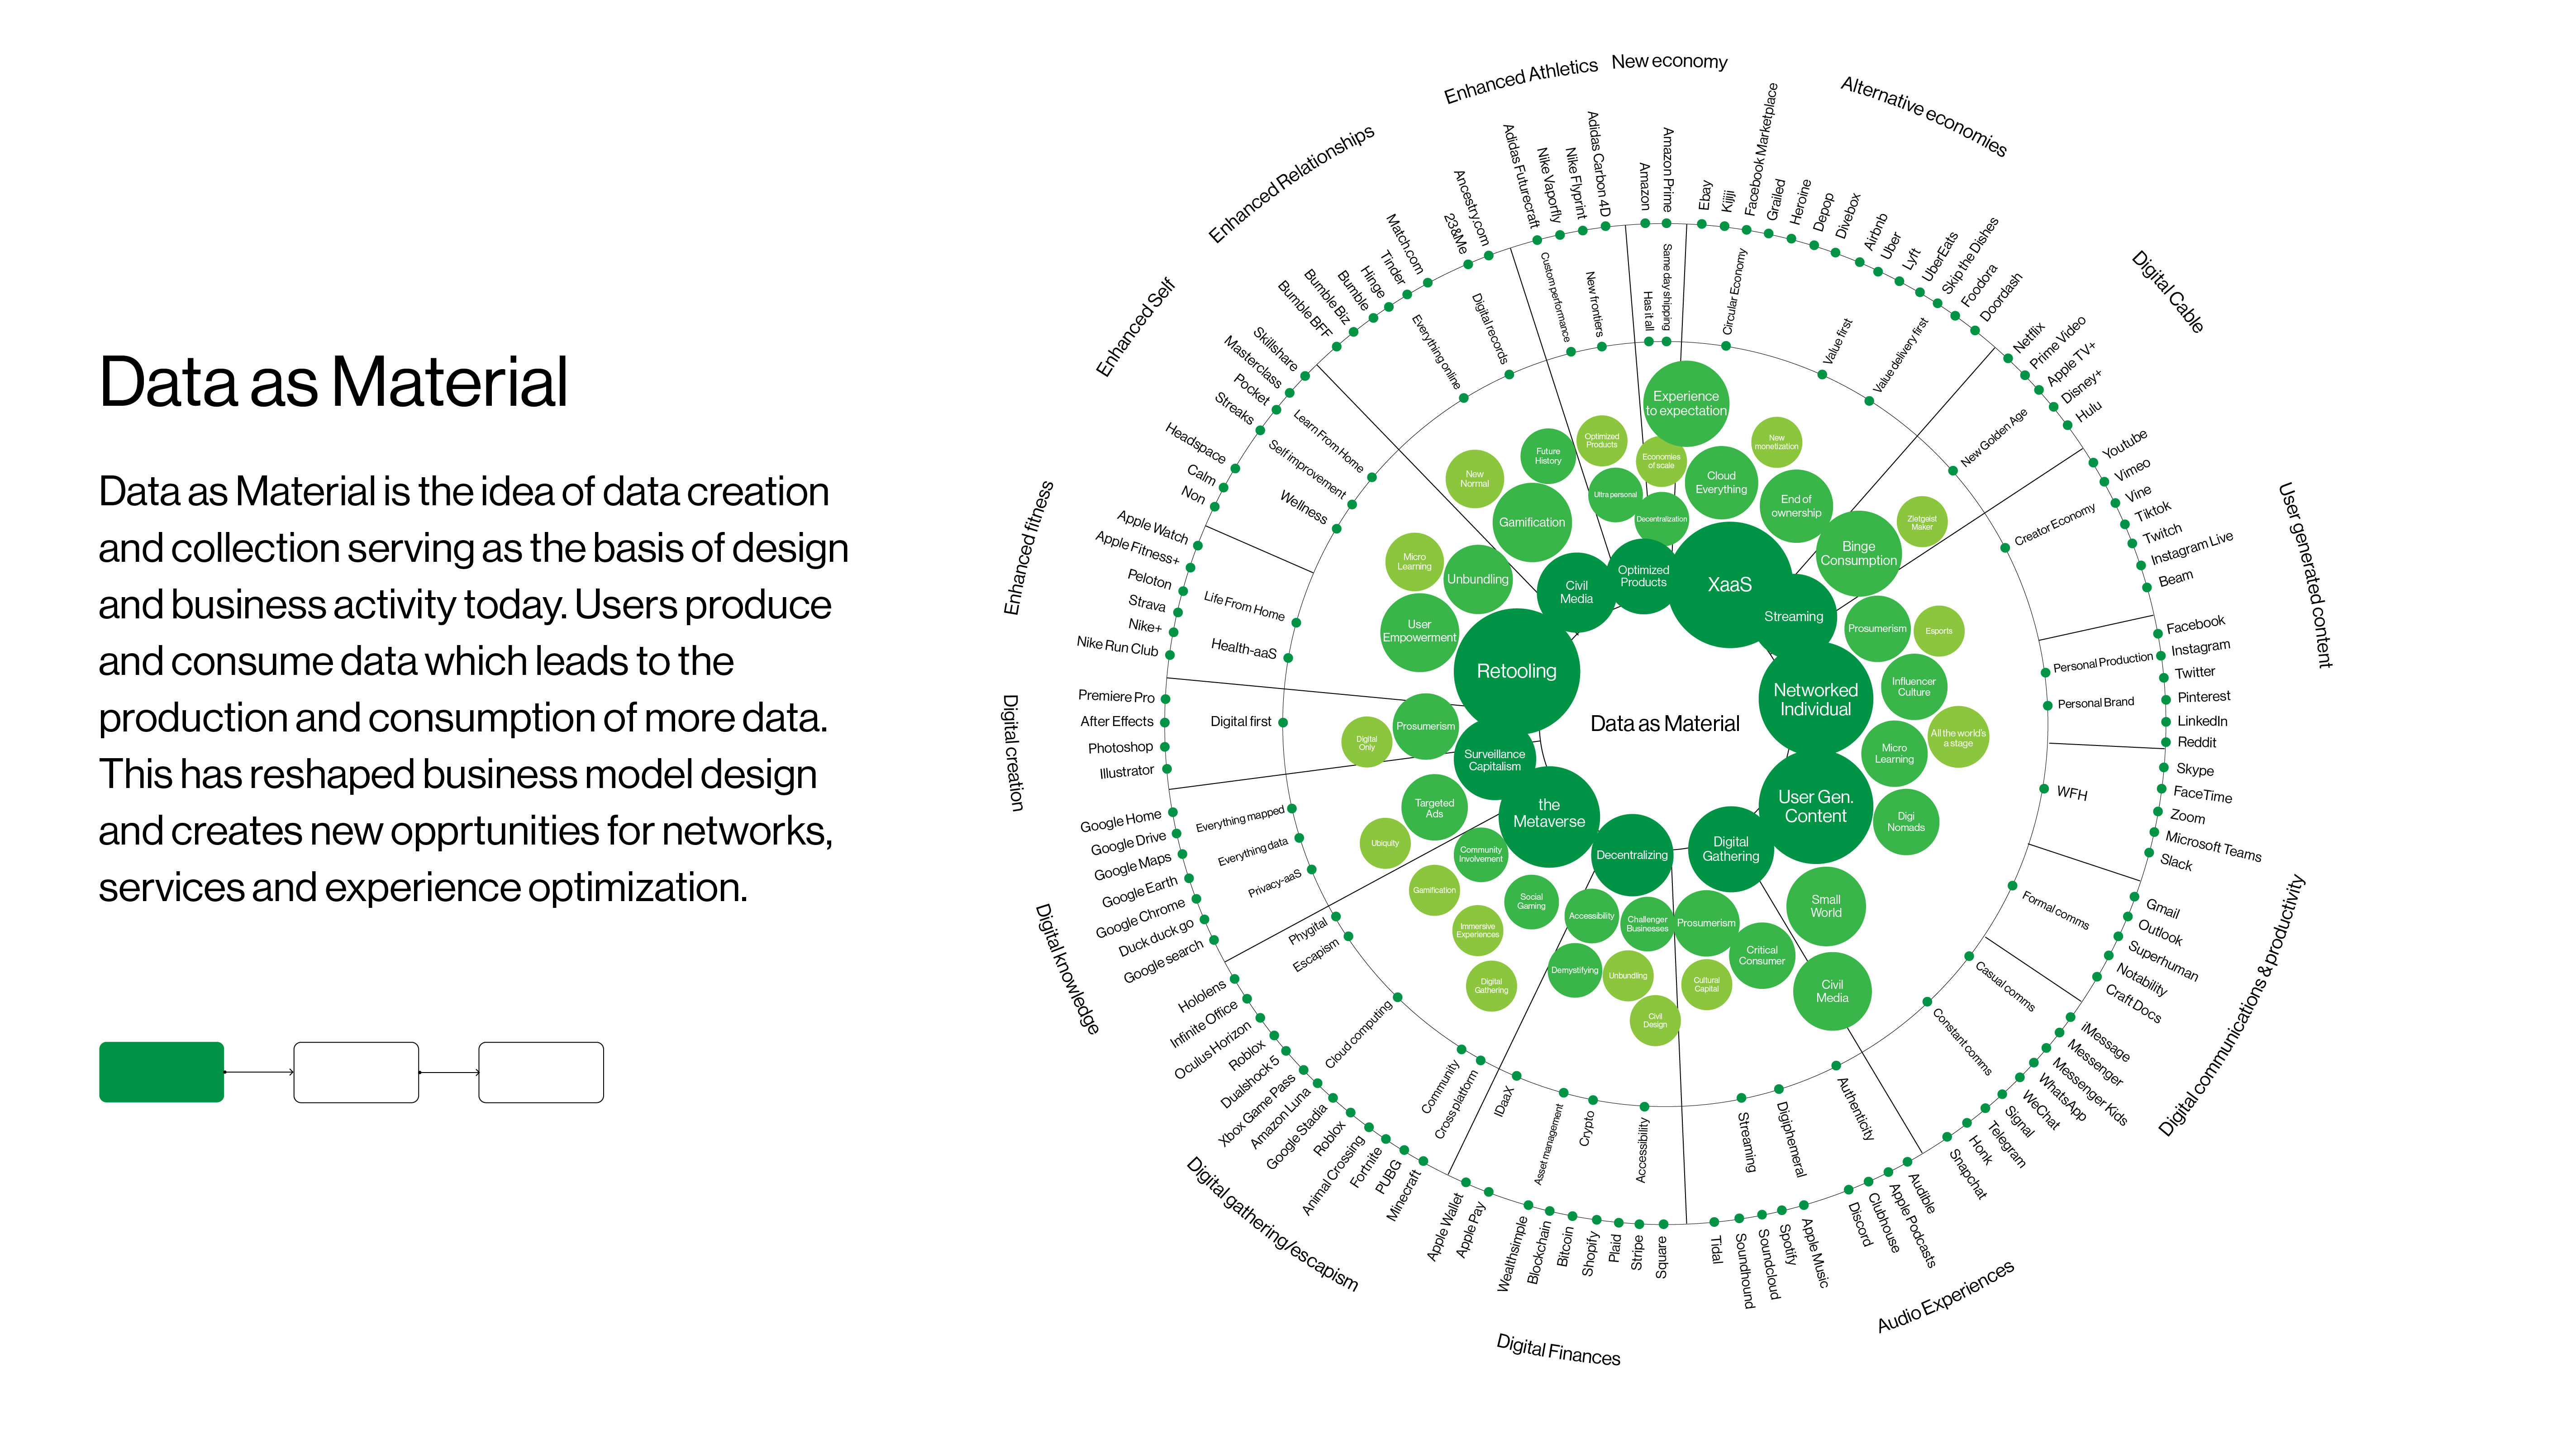 Data as Material
Data as Material is the idea of data creation
and collection serving as the basis of design
and business activity today. Users produce
and consume data which leads to the
production and consumption of more data.
This has reshaped business model design
and creates new opprtunities for networks,
services and experience optimization.
New economy
Amazon
Amazon Prime
Has it all
Same day shipping
Alternative economies
Ebay
Kijiji
Facebook Marketplace
Grailed
Heroine
Depop
Divebox
Airbnb
Uber
Lyft
UberEats
Skip the Dishes
Foodora
Doordash
Circular Economy
Value first
Value delivery first
Digital Cable
Netflix
Prime Video
Apple TV+
Disney+
Hulu
New Golden Age
User generated content
Youtube
Vimeo
Vine
Tiktok
Twitch
Instagram Live
Beam
Facebook
Instagram
Twitter
Pinterest
LinkedIn
Reddit
Creator Economy
Personal Production
Personal Brand
Digital communications & productivity
Skype
FaceTime
Zoom
Microsoft Teams
Slack
Gmail
Outlook
Superhuman
Notability
Craft Docs
iMessage
Messenger
Messenger Kids
WhatsApp
WeChat
Signal
Telegram
Honk
Snapchat
WFH
Formal comms
Casual comms
Constant comms
Audio Experiences
Audible
Apple Podcasts
Clubhouse
Discord
Apple Music
Spotify
Soundcloud
Soundhound
Tidal
Authenticity
Digiphemeral
Streaming
Digital Finances
Square
Stripe
Plaid
Shopify
Bitcoin
Blockchain
Wealthsimple
Apple Pay
Apple Wallet
Accessibility
Crypto
Asset management
IDaaX
Digital gathering/escapism
Minecraft
PUBG
Fortnite
Animal Crossing
Roblox
Google Stadia
Amazon Luna
Xbox Game Pass
Dualshock 5
Roblox
Oculus Horizon
Infinite Office
Hololens
Cross platform
Community
Cloud computing
Escapism
Phygital
Digital knowledge
Google search
Duck duck go
Google Chrome
Google Earth
Google Maps
Google Drive
Google Home
Privacy-aaS
Everything data
Everything mapped
Digital creation
Illustrator
Photoshop
After Effects
Premiere Pro
Digital first
Enhanced fitness
Nike Run Club
Nike+
Strava
Peloton
Apple Fitness+
Apple Watch
Health-aaS
Life From Home
Enhanced Self
Non
Calm
Headspace
Streaks
Pocket
Masterclass
Skillshare
Wellness
Self improvement
Learn From Home
Enhanced Relationships
Bumble BFF
Bumble Biz
Bumble
Hinge
Tinder
Match.com
23&Me
Ancestry.com
Everything online
Digital records
Enhanced Athletics
Adidas Futurecraft
Nike Vaporfly
Nike Flyprint
Adidas Carbon 4D
Custom performance
New frontiers
Experience
to expectation
Optimized
Products
Economies
of scale
New
monetization
Future
History
New
Normal
Ultra personal
Cloud
Everything
End of
ownership
Gamification
Decentralization
Zietgeist
Maker
Binge
Consumption
Micro
Learning
Unbundling
Civil
Media
Optimized
Products
XaaS
Streaming
User
Empowerment
Prosumerism
Esports
Retooling
Networked
Individual
Influencer
Culture
Data as Material
Prosumerism
Digital
Only
Surveillance
Capitalism
Micro
Learning
All the world's
a stage
Targeted
Ads
the
Metaverse
User Gen.
Content
Digi
Nomads
Ubiquity
Community
Involvement
Decentralizing
Digital
Gathering
Gamification
Social
Gaming
Accessibility
Challenger
Businesses
Prosumerism
Small
World
Immersive
Experiences
Critical
Consumer
Demystifying
Unbundling
Cultural
Capital
Civil
Media
Digital
Gathering
Civil
Design